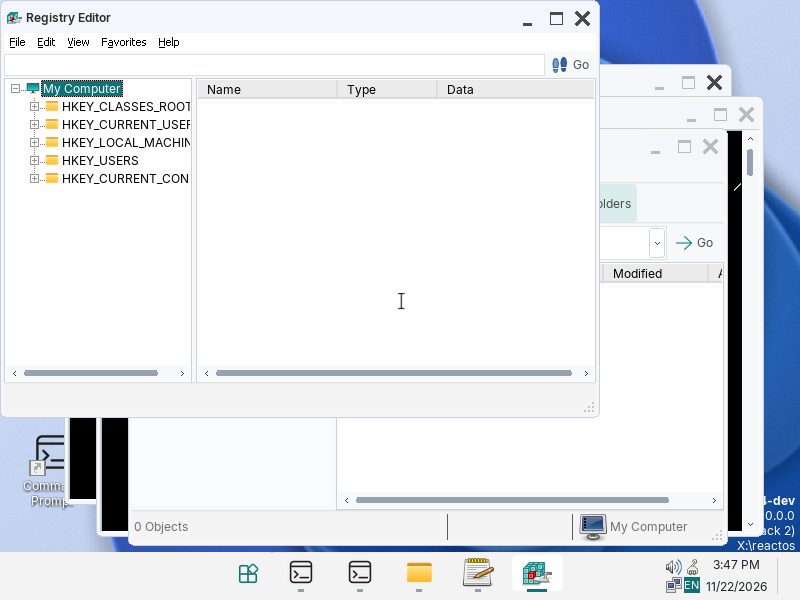 Registry Editor
File Edit View Favorites Help
Go
My Computer
HKEY_CLASSES_ROOT
HKEY_CURRENT_USER
HKEY_LOCAL_MACHIN
HKEY_USERS
HKEY_CURRENT_CON
Name Type Data
olders
Go
Modified
Comma
Promp
0 Objects
My Computer
4-dev
0.0.0
ack 2)
X:\reactos
EN
3:47 PM
11/22/2026